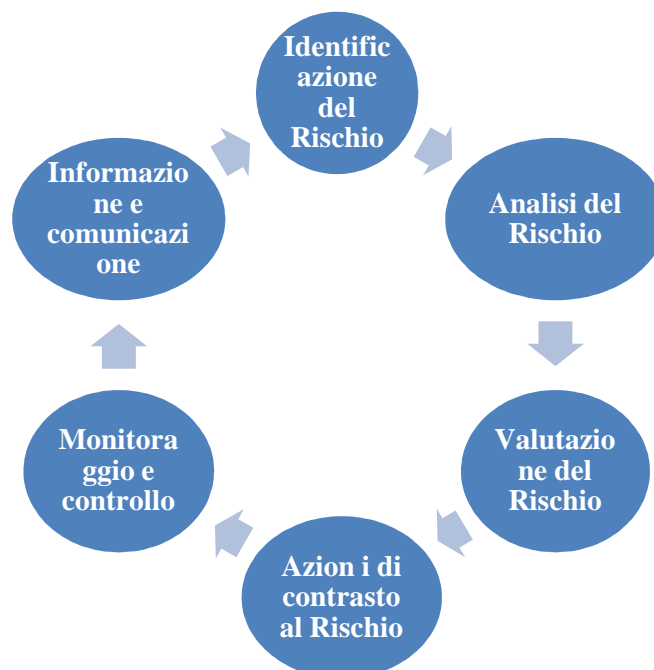 Identific
azione
del
Rischio
Analisi del
Rischio
Valutazio
ne del
Rischio
Azion i di
contrasto
al Rischio
Monitora
ggio e
controllo
Informazio
ne e
comunicazi
one